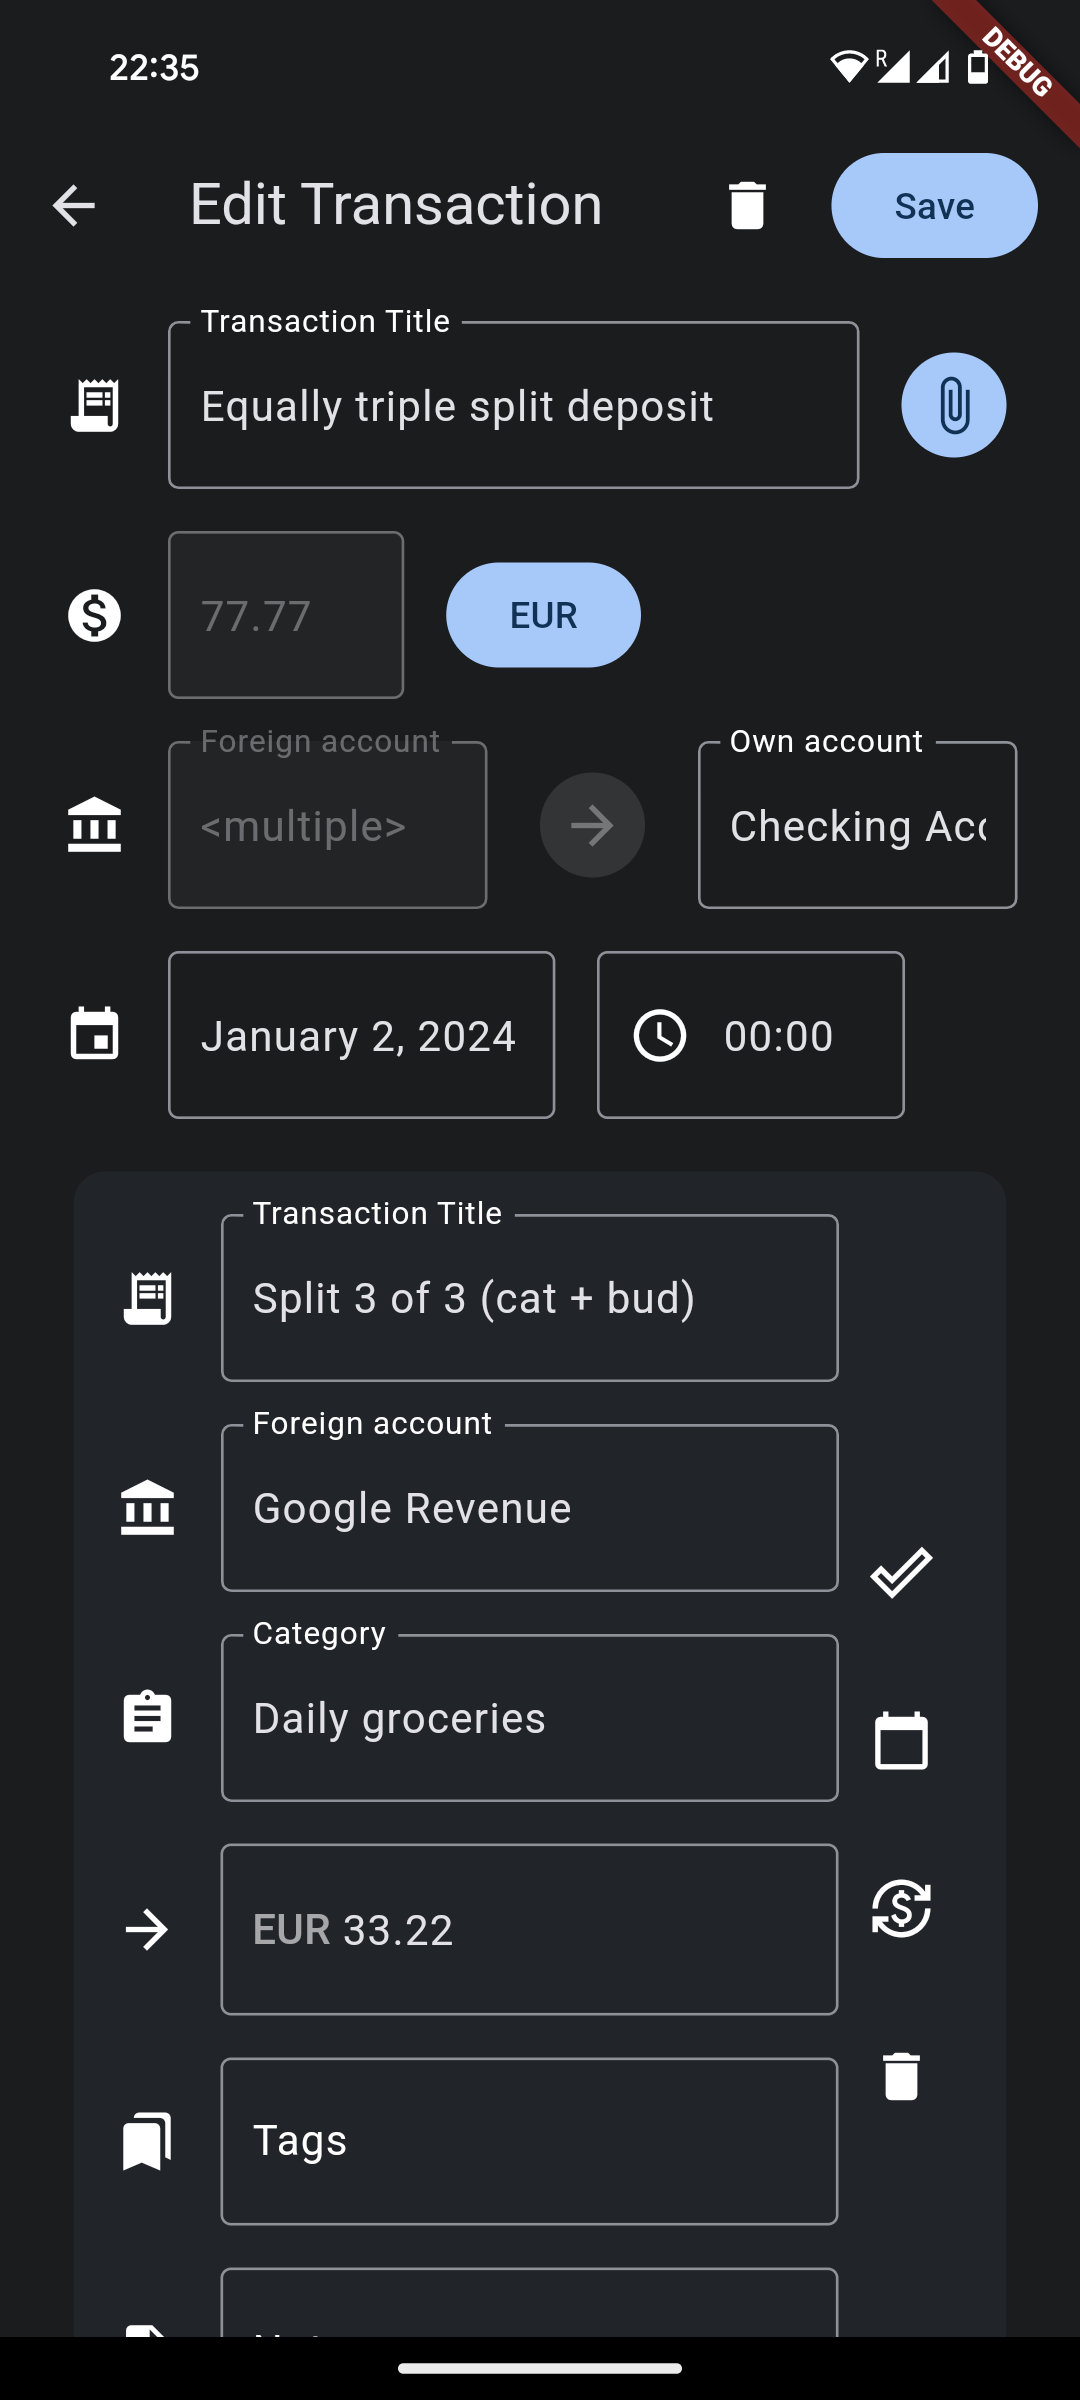 22:35
R
DEBUG
Edit Transaction
Save
Transaction Title
Equally triple split deposit
77.77
EUR
Foreign account
Own account
<multiple>
Checking Acc
January 2, 2024
00:00
Transaction Title
Split 3 of 3 (cat + bud)
Foreign account
Google Revenue
Category
Daily groceries
EUR 33.22
Tags